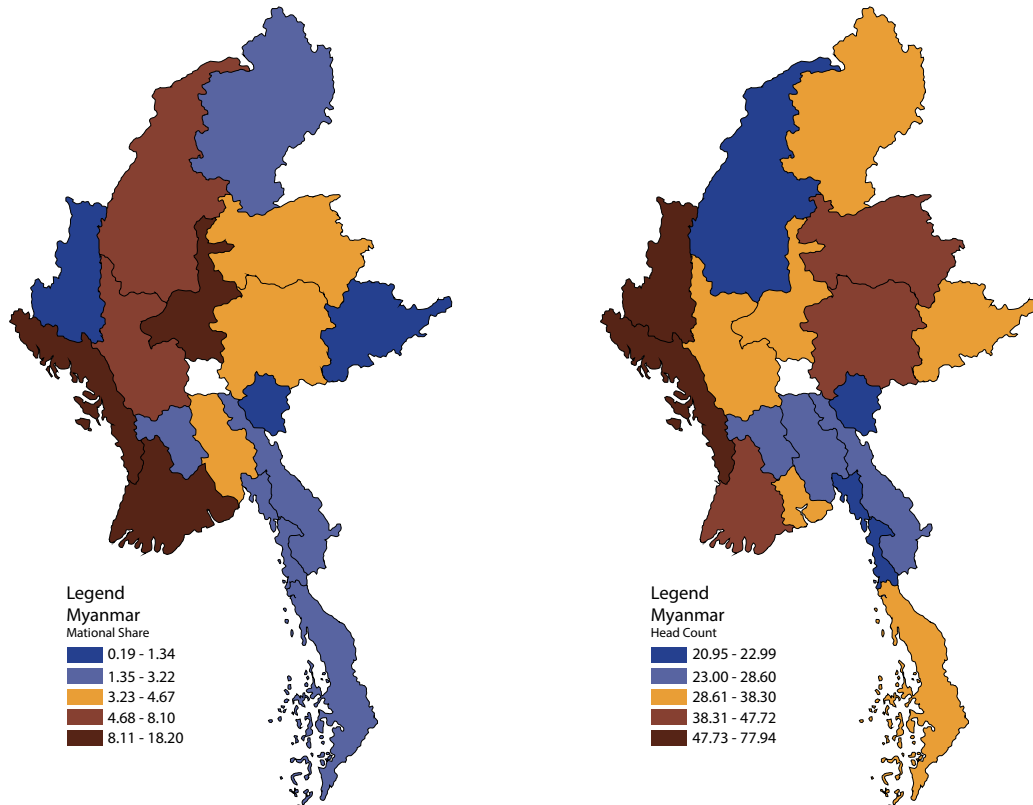 Legend
Myanmar
Mational Share
0.19 - 1.34
1.35 - 3.22
3.23 - 4.67
4.68 - 8.10
8.11 - 18.20
Legend
Myanmar
Head Count
20.95 - 22.99
23.00 - 28.60
28.61 - 38.30
38.31 - 47.72
47.73 - 77.94